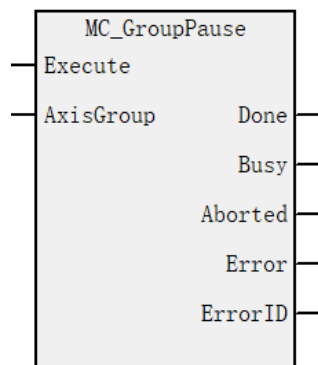 MC_GroupPause
Execute
AxisGroup Done
Busy
Aborted
Error
ErrorID